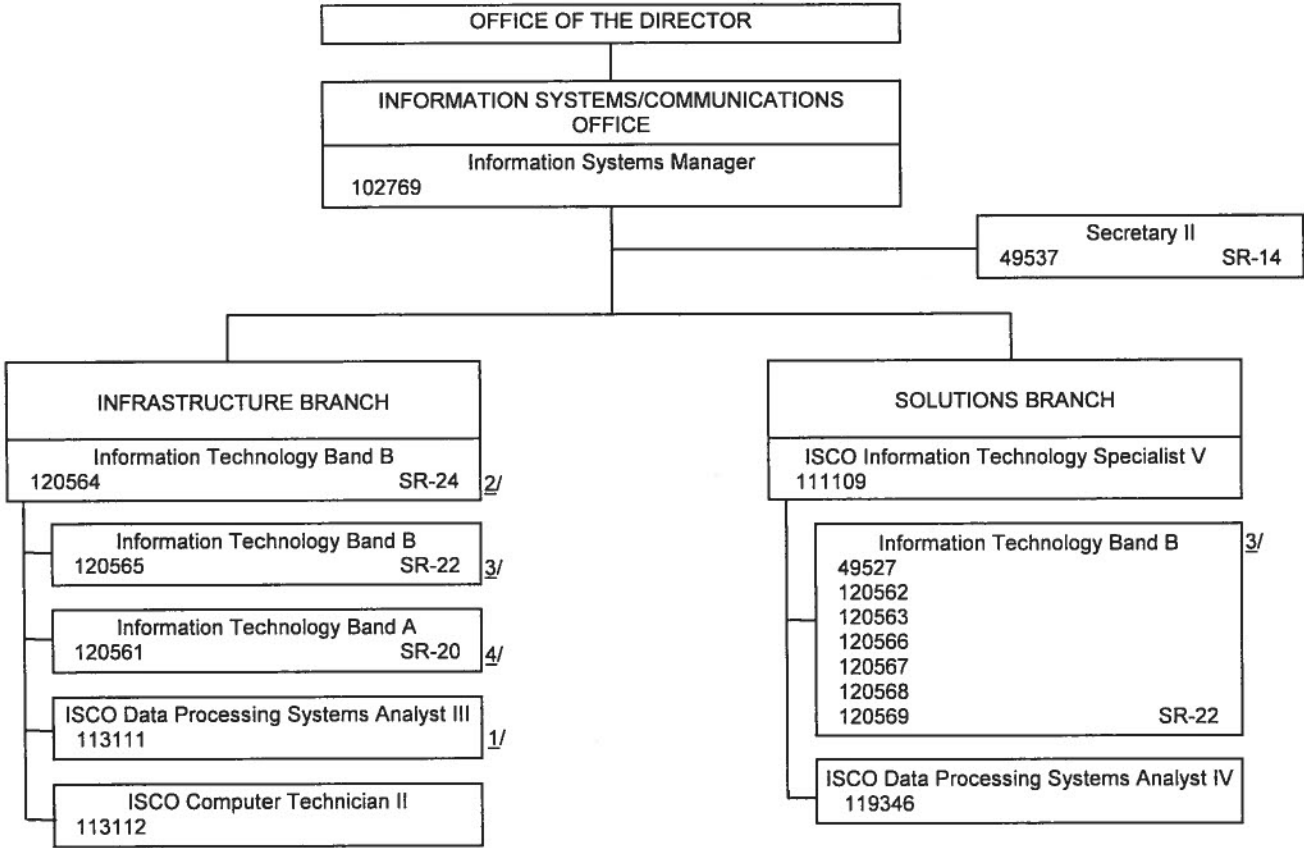 OFFICE OF THE DIRECTOR
INFORMATION SYSTEMS/COMMUNICATIONS
OFFICE
Information Systems Manager
102769
Secretary II
49537 SR-14
INFRASTRUCTURE BRANCH
Information Technology Band B
120564 SR-24 2/
Information Technology Band B
120565 SR-22 3/
Information Technology Band A
120561 SR-20 4/
ISCO Data Processing Systems Analyst III
113111 1/
ISCO Computer Technician II
113112
SOLUTIONS BRANCH
ISCO Information Technology Specialist V
111109
Information Technology Band B 3/
49527
120562
120563
120566
120567
120568
120569 SR-22
ISCO Data Processing Systems Analyst IV
119346